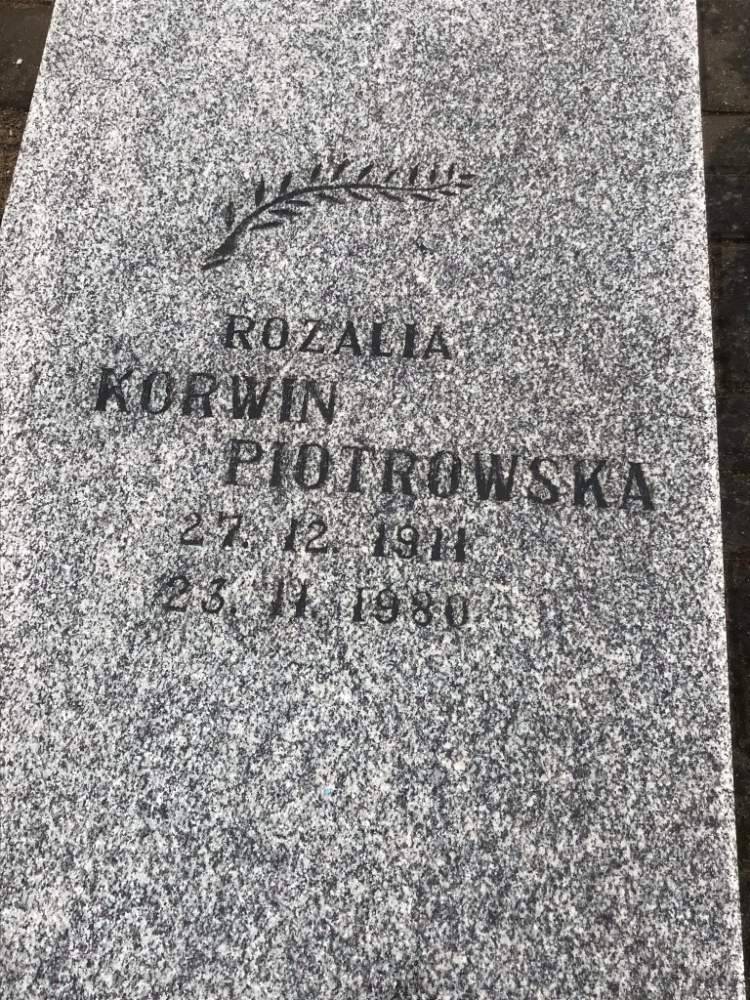 ROZALIA
KORWIN
PIOTROWSKA
27. 12. 1911
23. 11. 1980